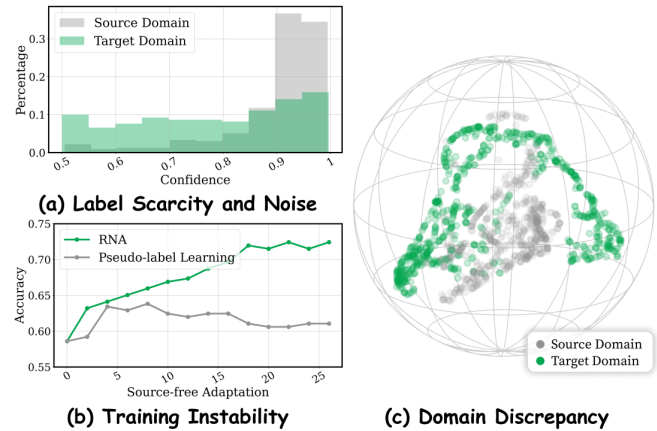 Source Domain
Target Domain
Percentage
0.3
0.2
0.1
0.0
0.5 0.6 0.7 0.8 0.9 1
Confidence
(a) Label Scarcity and Noise
RNA
Pseudo-label Learning
Accuracy
0.75
0.70
0.65
0.60
0.55
0 5 10 15 20 25
Source-free Adaptation
(b) Training Instability
Source Domain
Target Domain
(c) Domain Discrepancy